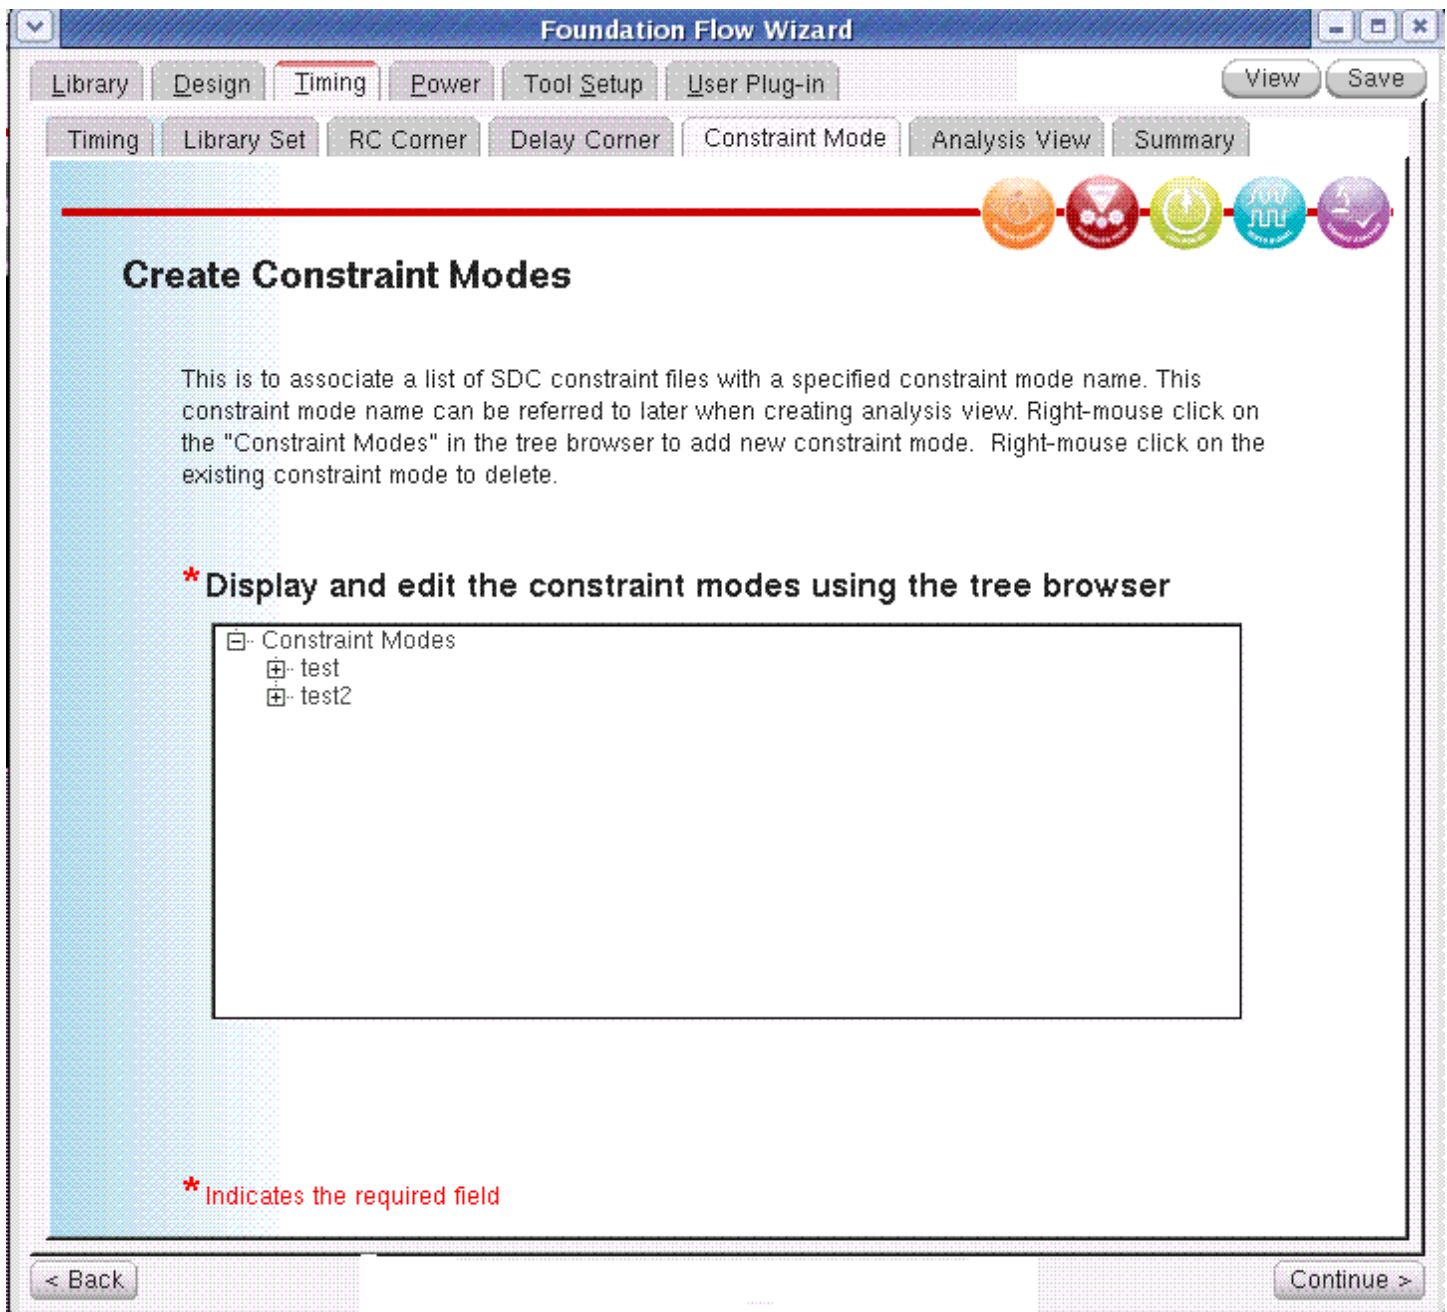 Foundation Flow Wizard
Library Design Timing Power Tool Setup User Plug-in View Save
Timing Library Set RC Corner Delay Corner Constraint Mode Analysis View Summary
Create Constraint Modes
This is to associate a list of SDC constraint files with a specified constraint mode name. This
constraint mode name can be referred to later when creating analysis view. Right-mouse click on
the "Constraint Modes" in the tree browser to add new constraint mode.  Right-mouse click on the
existing constraint mode to delete.
*Display and edit the constraint modes using the tree browser
Constraint Modes
test
test2
*Indicates the required field
< Back Continue >